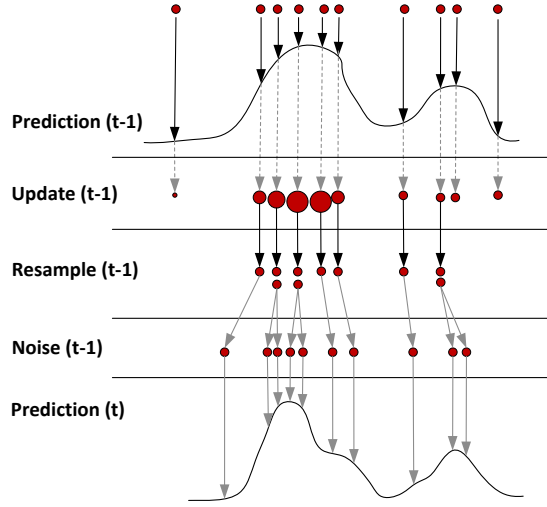 Prediction (t-1)
Update (t-1)
Resample (t-1)
Noise (t-1)
Prediction (t)